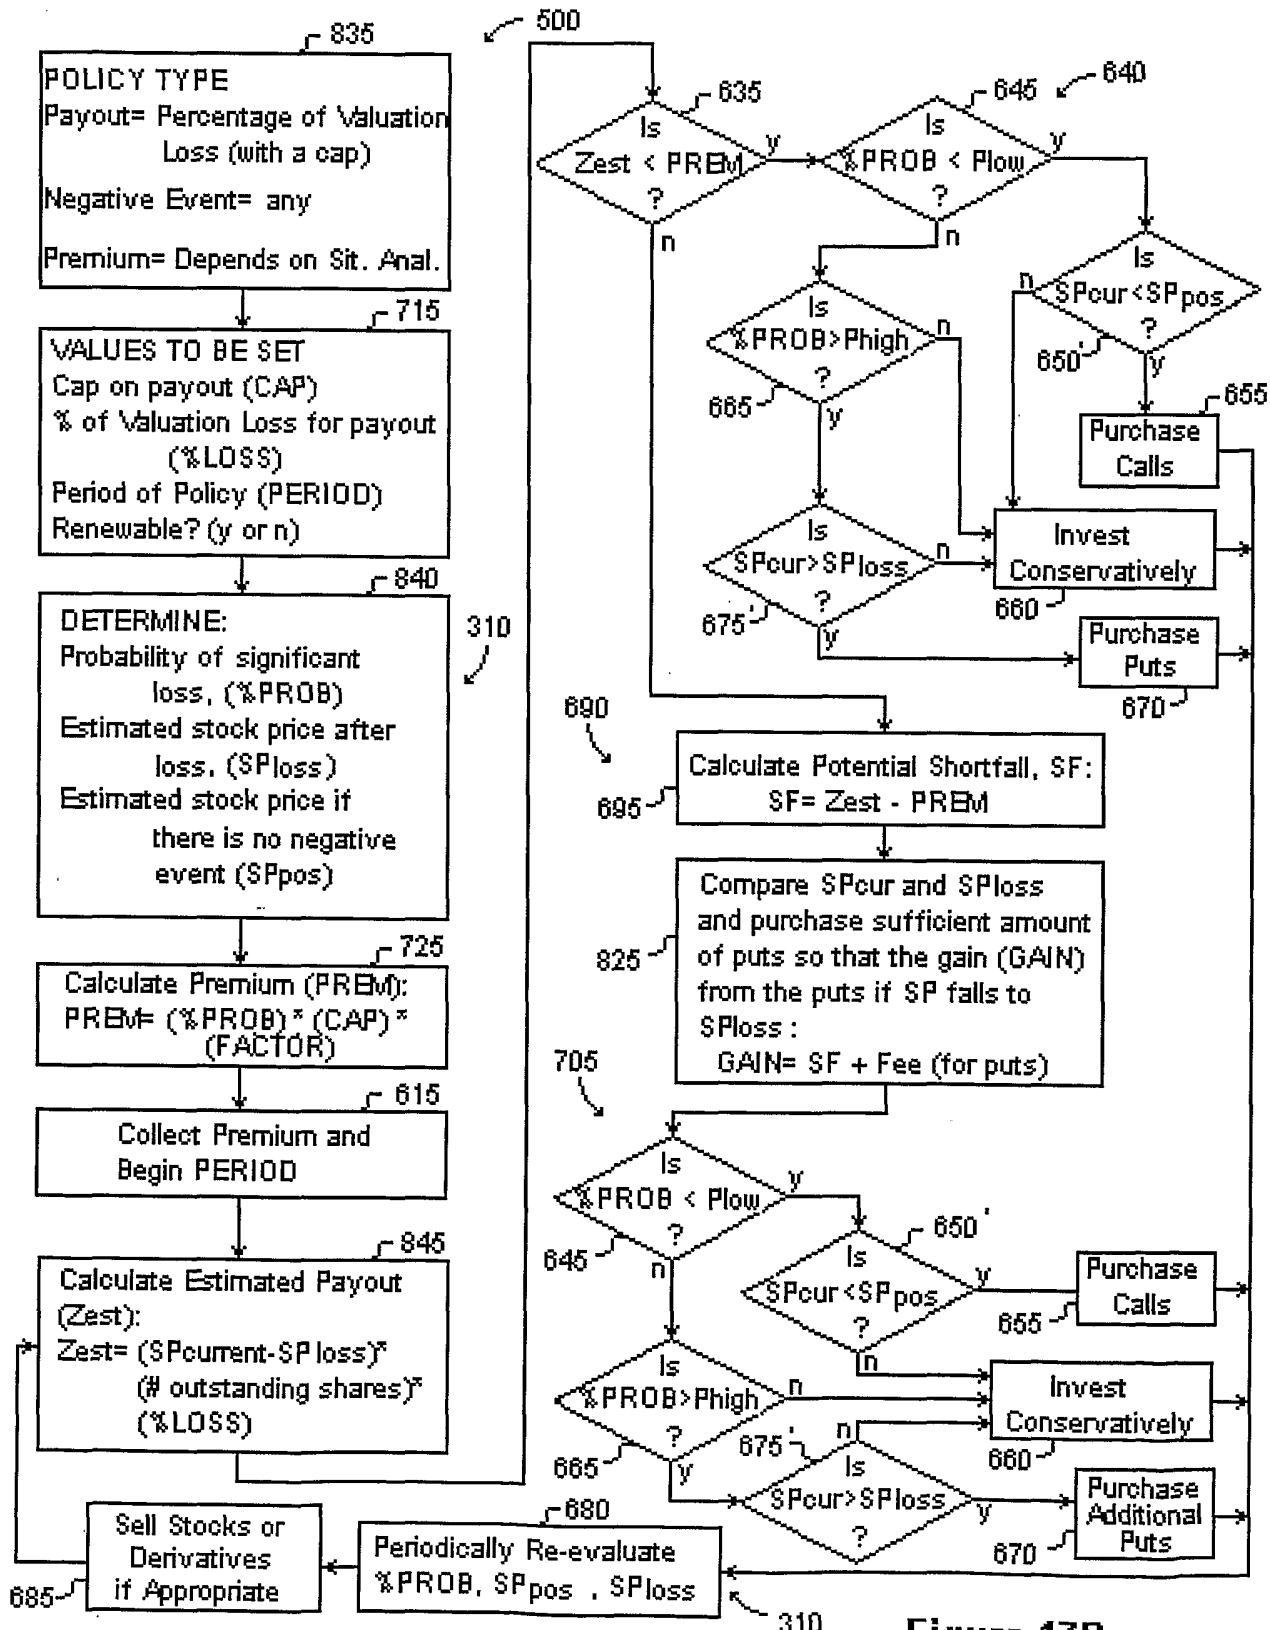 835
500
POLICY TYPE
Payout= Percentage of Valuation
Loss (with a cap)
Negative Event= any
Premium= Depends on Sit. Anal.
715
VALUES TO BE SET
Cap on payout (CAP)
% of Valuation Loss for payout
(%LOSS)
Period of Policy (PERIOD)
Renewable? (y or n)
840
310
DETERMINE:
Probability of significant
loss, (%PROB)
Estimated stock price after
loss, (SPloss)
Estimated stock price if
there is no negative
event (SPpos)
725
Calculate Premium (PREM):
PREM= (%PROB)* (CAP)*
(FACTOR)
615
Collect Premium and
Begin PERIOD
845
Calculate Estimated Payout
(Zest):
Zest= (SPcurrent-SPloss)*
(# outstanding shares)*
(%LOSS)
635
Is
Zest < PREM
?
y
n
645
640
Is
%PROB < Plow
?
y
n
Is
SPcur<SPpos
?
n
650'
y
655
Purchase
Calls
Is
%PROB>Phigh
?
n
665
y
Is
SPcur>SPloss
?
n
675'
y
Invest
Conservatively
660
Purchase
Puts
670
690
Calculate Potential Shortfall, SF:
SF= Zest - PREM
695
Compare SPcur and SPloss
and purchase sufficient amount
of puts so that the gain (GAIN)
from the puts if SP falls to
SPloss :
GAIN= SF + Fee (for puts)
825
705
Is
%PROB < Plow
?
y
645
n
650'
Is
SPcur<SPpos
?
y
n
655
Purchase
Calls
Is
%PROB>Phigh
?
n
665
y
675'
n
Is
SPcur>SPloss
?
y
Invest
Conservatively
660
Purchase
Additional
Puts
670
680
Periodically Re-evaluate
%PROB, SPpos , SPloss
310
Sell Stocks or
Derivatives
if Appropriate
685
Figure